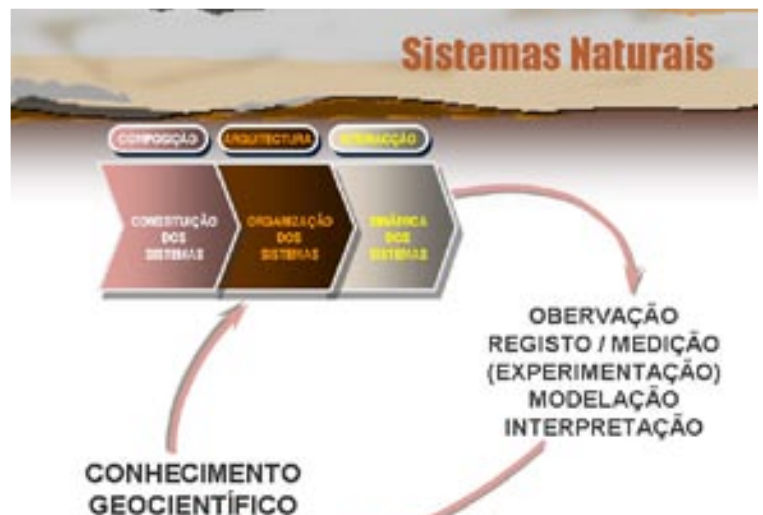 Sistemas Naturais
COMPOSIÇÃO
ARQUITECTURA
INTERACÇÃO
CONSTITUIÇÃO
DOS
SISTEMAS
ORGANIZAÇÃO
DOS
SISTEMAS
DINÂMICA
DOS
SISTEMAS
OBERVAÇÃO
REGISTO / MEDIÇÃO
(EXPERIMENTAÇÃO)
MODELAÇÃO
INTERPRETAÇÃO
CONHECIMENTO
GEOCIENTÍFICO